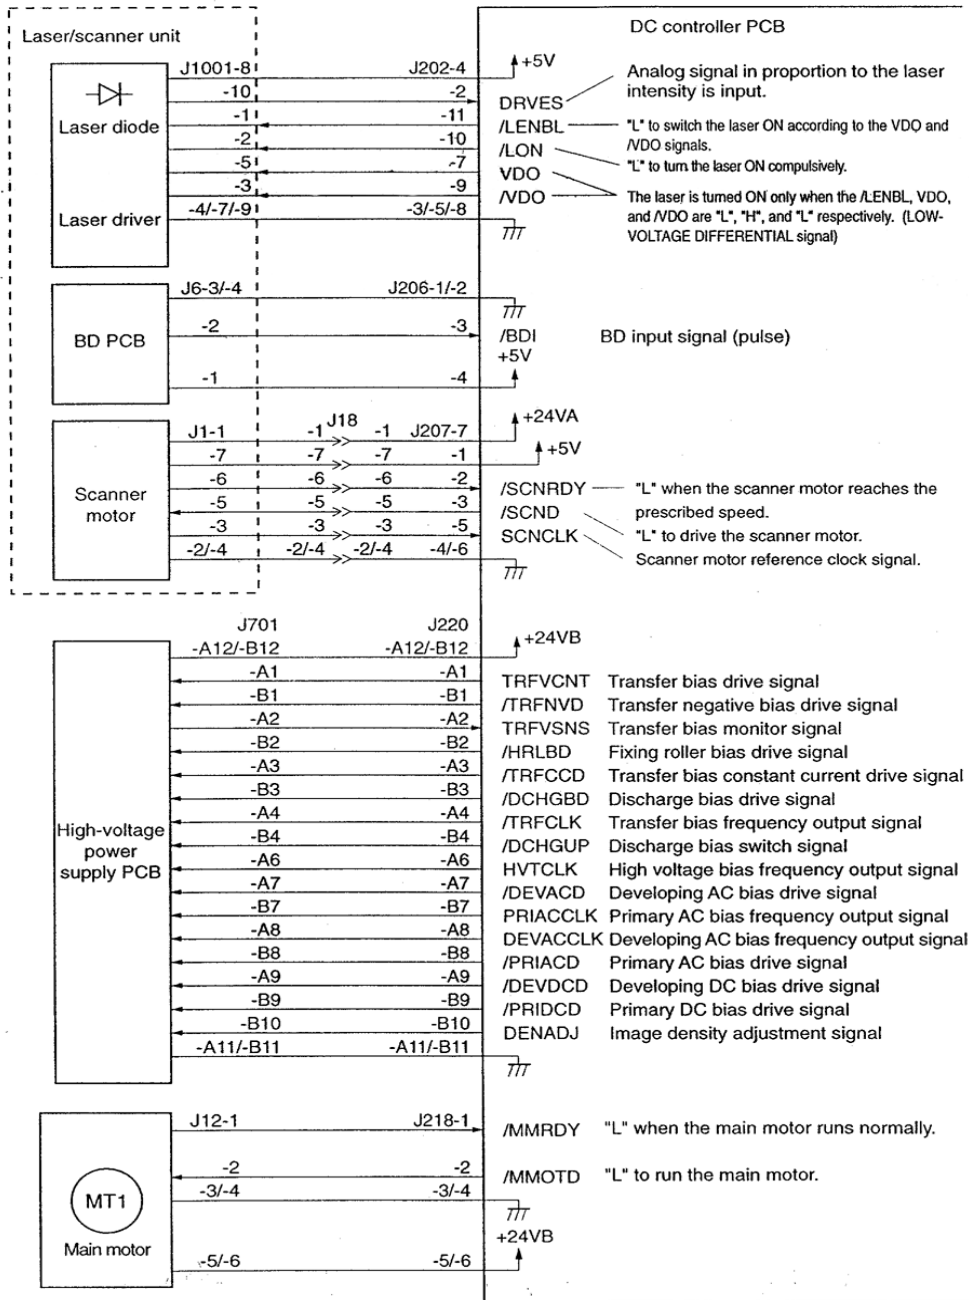 Laser/scanner unit
DC controller PCB
J1001-8 J202-4 +5V
-10 -2 DRVES Analog signal in proportion to the laser
intensity is input.
Laser diode
-1 -11 /LENBL "L" to switch the laser ON according to the VDO and
/VDO signals.
-2 -10 /LON "L" to turn the laser ON compulsively.
-5 -7 VDO
-3 -9 /VDO The laser is turned ON only when the /LENBL, VDO,
and /VDO are "L", "H", and "L" respectively. (LOW-
VOLTAGE DIFFERENTIAL signal)
Laser driver
-4/-7/-9 -3/-5/-8
J6-3/-4 J206-1/-2
BD PCB
-2 -3 /BDI BD input signal (pulse)
+5V
-1 -4
J18
J1-1 -1 -1 J207-7 +24VA
-7 -7 -7 -1 +5V
-6 -6 -6 -2 /SCNRDY "L" when the scanner motor reaches the
prescribed speed.
Scanner
motor
-5 -5 -5 -3 /SCND "L" to drive the scanner motor.
-3 -3 -3 -5 SCNCLK Scanner motor reference clock signal.
-2/-4 -2/-4 -2/-4 -4/-6
J701 J220
-A12/-B12 -A12/-B12 +24VB
-A1 -A1 TRFVCNT Transfer bias drive signal
-B1 -B1 /TRFNVD Transfer negative bias drive signal
-A2 -A2 TRFVSNS Transfer bias monitor signal
-B2 -B2 /HRLBD Fixing roller bias drive signal
-A3 -A3 /TRFCCD Transfer bias constant current drive signal
-B3 -B3 /DCHGBD Discharge bias drive signal
-A4 -A4 /TRFCLK Transfer bias frequency output signal
High-voltage
power
supply PCB
-B4 -B4 /DCHGUP Discharge bias switch signal
-A6 -A6 HVTCLK High voltage bias frequency output signal
-A7 -A7 /DEVACD Developing AC bias drive signal
-B7 -B7 PRIACCLK Primary AC bias frequency output signal
-A8 -A8 DEVACCLK Developing AC bias frequency output signal
-B8 -B8 /PRIACD Primary AC bias drive signal
-A9 -A9 /DEVDCD Developing DC bias drive signal
-B9 -B9 /PRIDCD Primary DC bias drive signal
-B10 -B10 DENADJ Image density adjustment signal
-A11/-B11 -A11/-B11
J12-1 J218-1 /MMRDY "L" when the main motor runs normally.
-2 -2 /MMOTD "L" to run the main motor.
-3/-4 -3/-4
MT1
Main motor
+24VB
-5/-6 -5/-6